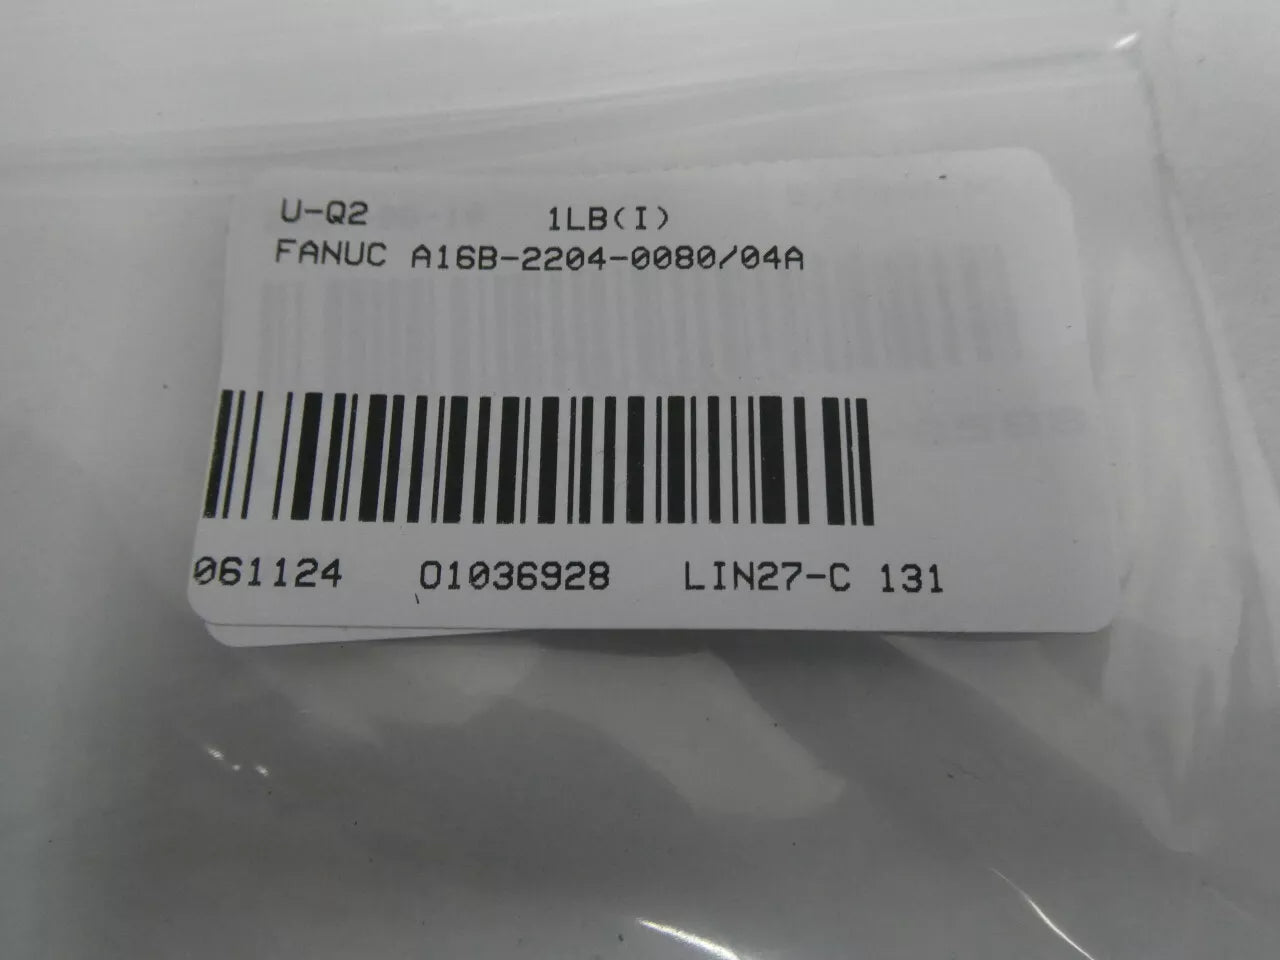 U-Q2 1LB(I)
FANUC A16B-2204-0080/04A
061124 01036928 LIN27-C 131